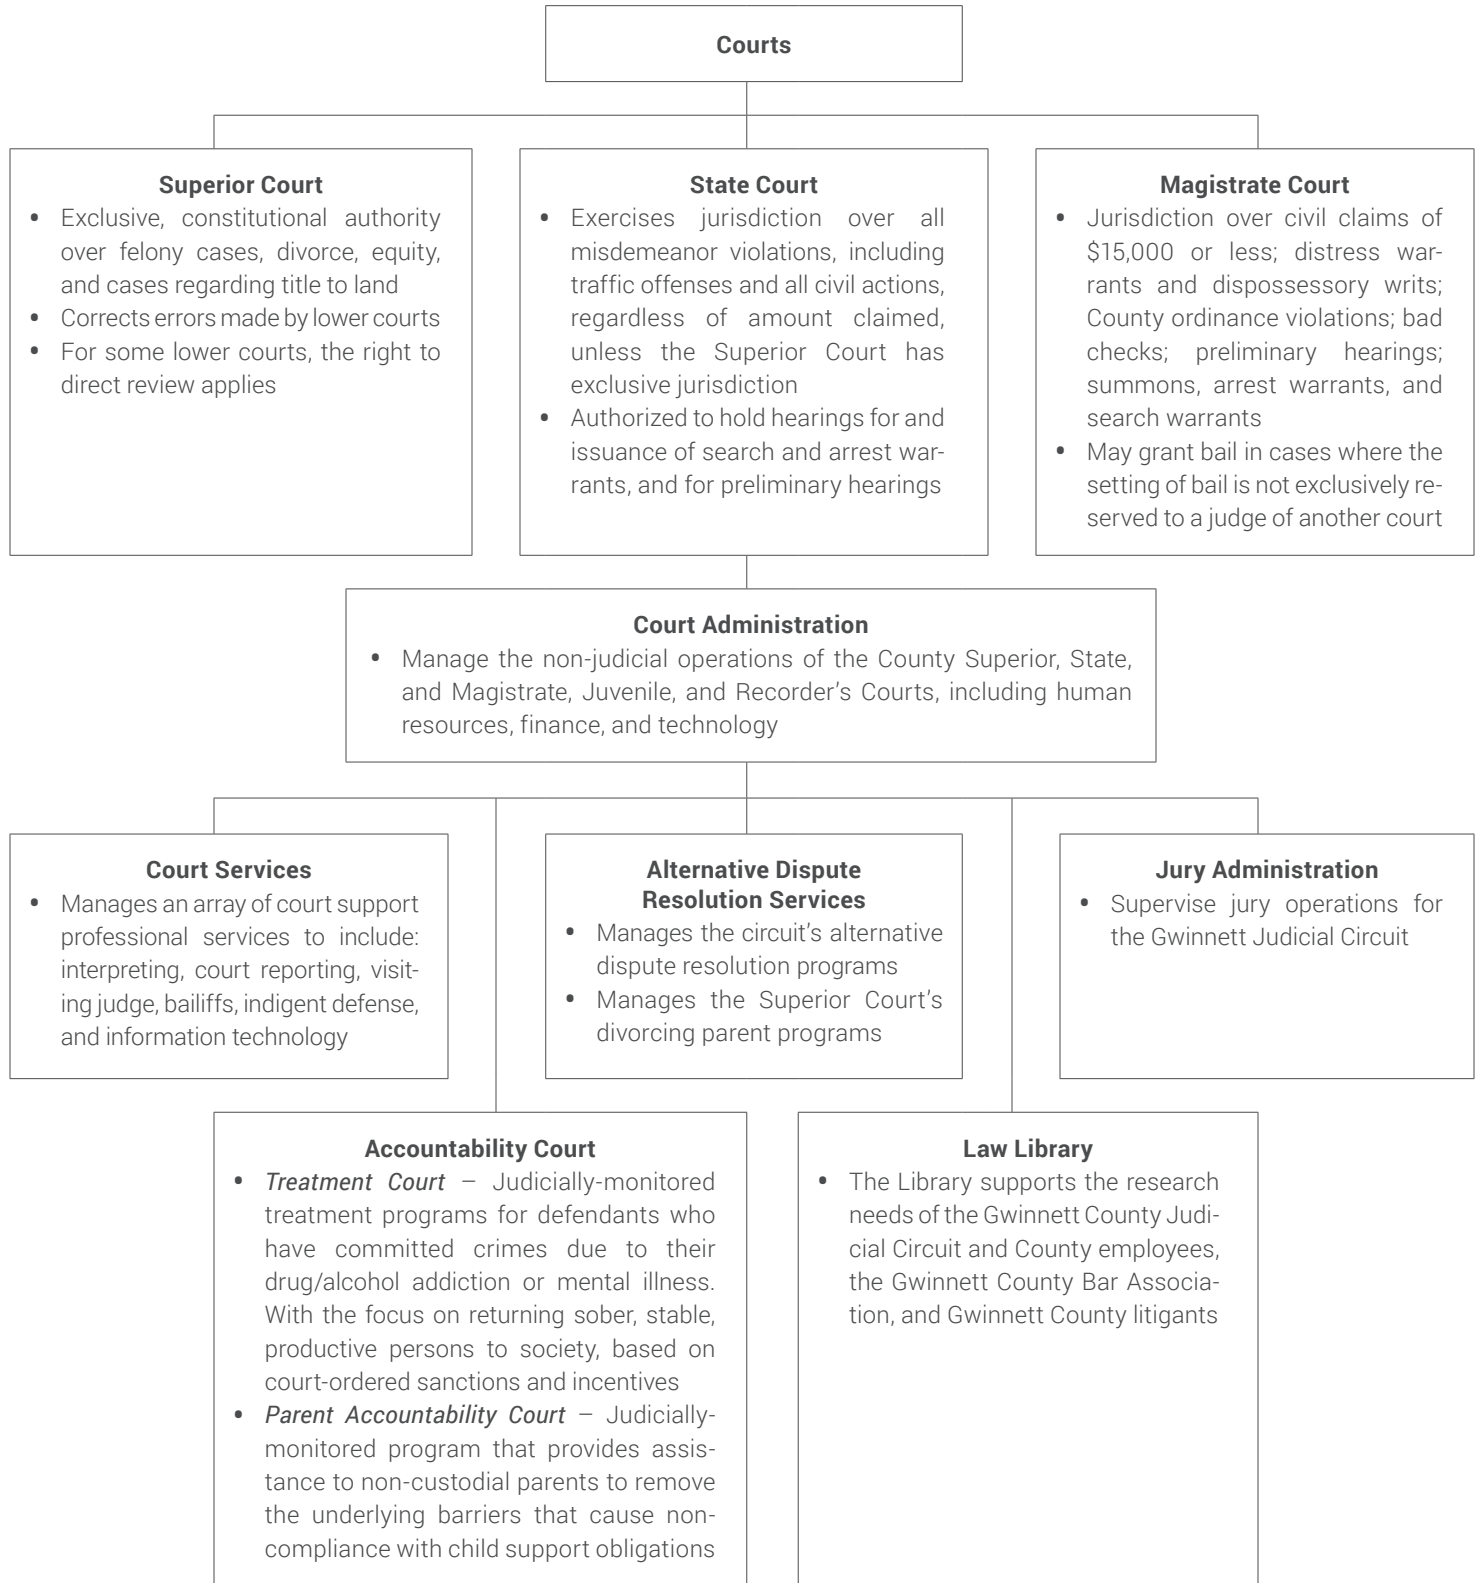 Courts
Superior Court
• Exclusive, constitutional authority
over felony cases, divorce, equity,
and cases regarding title to land
• Corrects errors made by lower courts
• For some lower courts, the right to
direct review applies
State Court
• Exercises jurisdiction over all
misdemeanor violations, including
traffic offenses and all civil actions,
regardless of amount claimed,
unless the Superior Court has
exclusive jurisdiction
• Authorized to hold hearings for and
issuance of search and arrest war-
rants, and for preliminary hearings
Magistrate Court
• Jurisdiction over civil claims of
$15,000 or less; distress war-
rants and dispossessory writs;
County ordinance violations; bad
checks; preliminary hearings;
summons, arrest warrants, and
search warrants
• May grant bail in cases where the
setting of bail is not exclusively re-
served to a judge of another court
Court Administration
• Manage the non-judicial operations of the County Superior, State,
and Magistrate, Juvenile, and Recorder’s Courts, including human
resources, finance, and technology
Court Services
• Manages an array of court support
professional services to include:
interpreting, court reporting, visit-
ing judge, bailiffs, indigent defense,
and information technology
Alternative Dispute
Resolution Services
• Manages the circuit’s alternative
dispute resolution programs
• Manages the Superior Court’s
divorcing parent programs
Jury Administration
• Supervise jury operations for
the Gwinnett Judicial Circuit
Accountability Court
• Treatment Court – Judicially-monitored
treatment programs for defendants who
have committed crimes due to their
drug/alcohol addiction or mental illness.
With the focus on returning sober, stable,
productive persons to society, based on
court-ordered sanctions and incentives
• Parent Accountability Court – Judicially-
monitored program that provides assis-
tance to non-custodial parents to remove
the underlying barriers that cause non-
compliance with child support obligations
Law Library
• The Library supports the research
needs of the Gwinnett County Judi-
cial Circuit and County employees,
the Gwinnett County Bar Associa-
tion, and Gwinnett County litigants